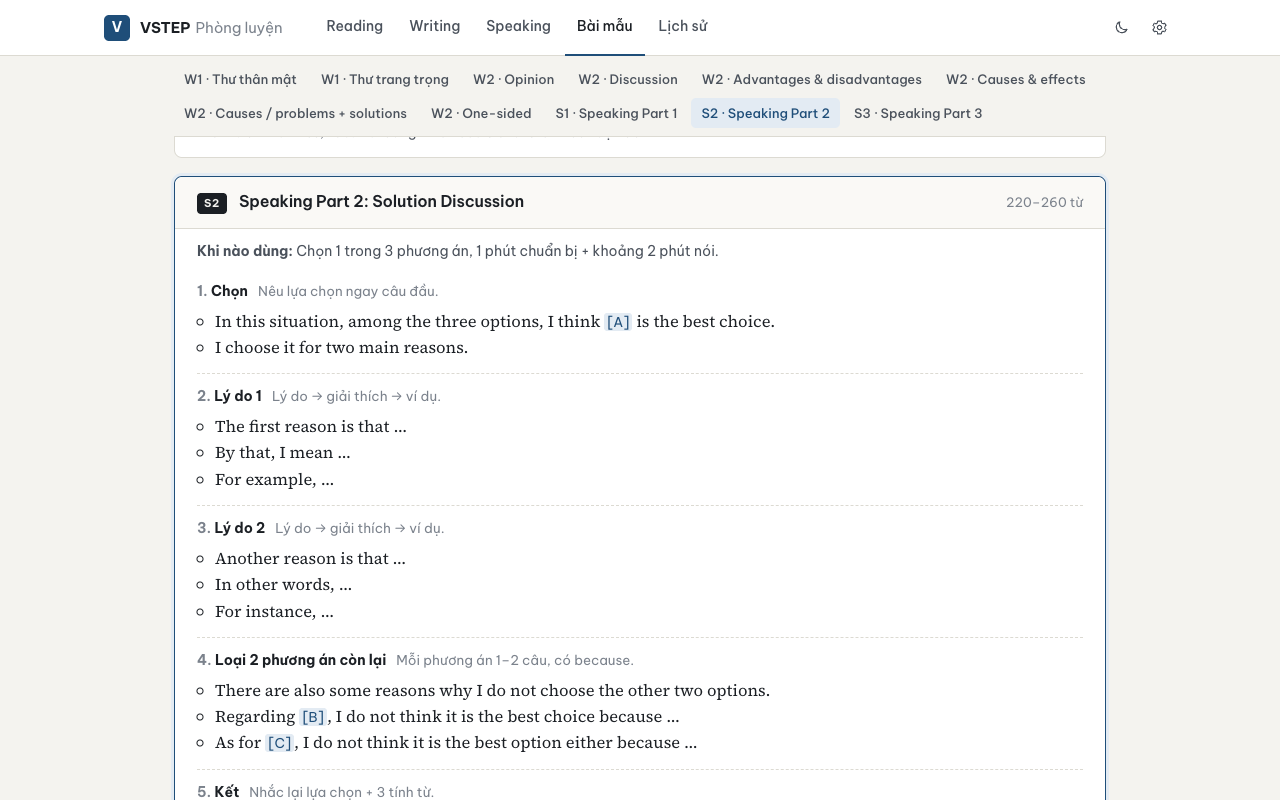 V VSTEP Phòng luyện Reading Writing Speaking Bài mẫu Lịch sử
W1 · Thư thân mật W1 · Thư trang trọng W2 · Opinion W2 · Discussion W2 · Advantages & disadvantages W2 · Causes & effects
W2 · Causes / problems + solutions W2 · One-sided S1 · Speaking Part 1 S2 · Speaking Part 2 S3 · Speaking Part 3
S2 Speaking Part 2: Solution Discussion 220–260 từ
Khi nào dùng: Chọn 1 trong 3 phương án, 1 phút chuẩn bị + khoảng 2 phút nói.
1. Chọn Nêu lựa chọn ngay câu đầu.
In this situation, among the three options, I think [A] is the best choice.
I choose it for two main reasons.
2. Lý do 1 Lý do → giải thích → ví dụ.
The first reason is that ...
By that, I mean ...
For example, ...
3. Lý do 2 Lý do → giải thích → ví dụ.
Another reason is that ...
In other words, ...
For instance, ...
4. Loại 2 phương án còn lại Mỗi phương án 1–2 câu, có because.
There are also some reasons why I do not choose the other two options.
Regarding [B], I do not think it is the best choice because ...
As for [C], I do not think it is the best option either because ...
5. Kết Nhắc lại lựa chọn + 3 tính từ.